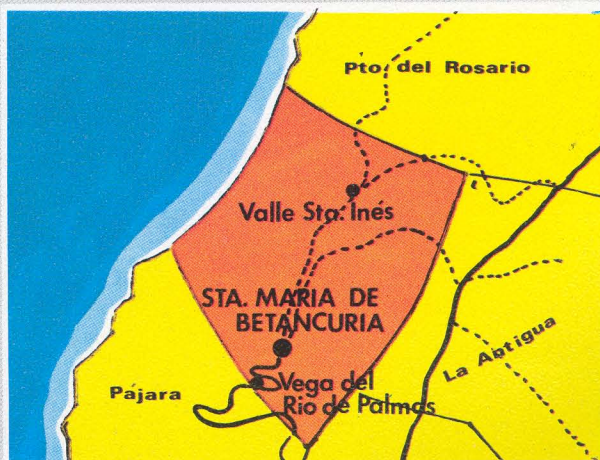 Pto del Rosario
Valle Sta. Inés
STA. MARIA DE
BETANCURIA
La Antigua
Pájara
Vega del
Rio de Palmas